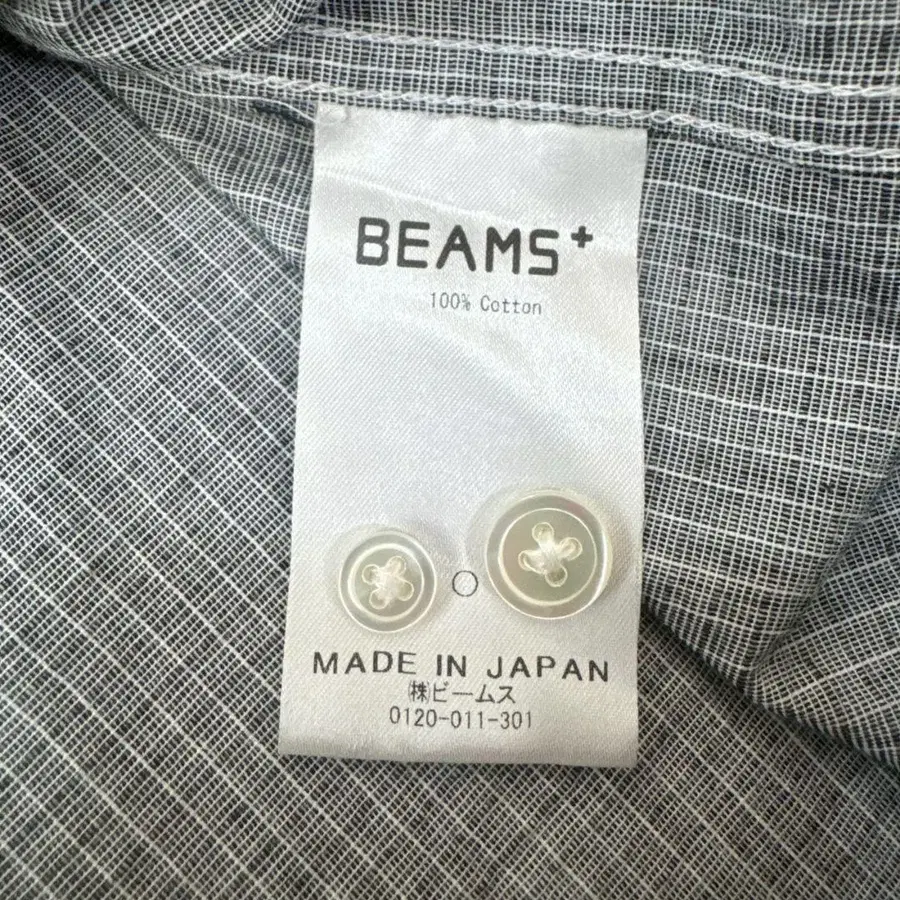 BEAMS+
100% Cotton
MADE IN JAPAN
㈱ビームス
0120-011-301